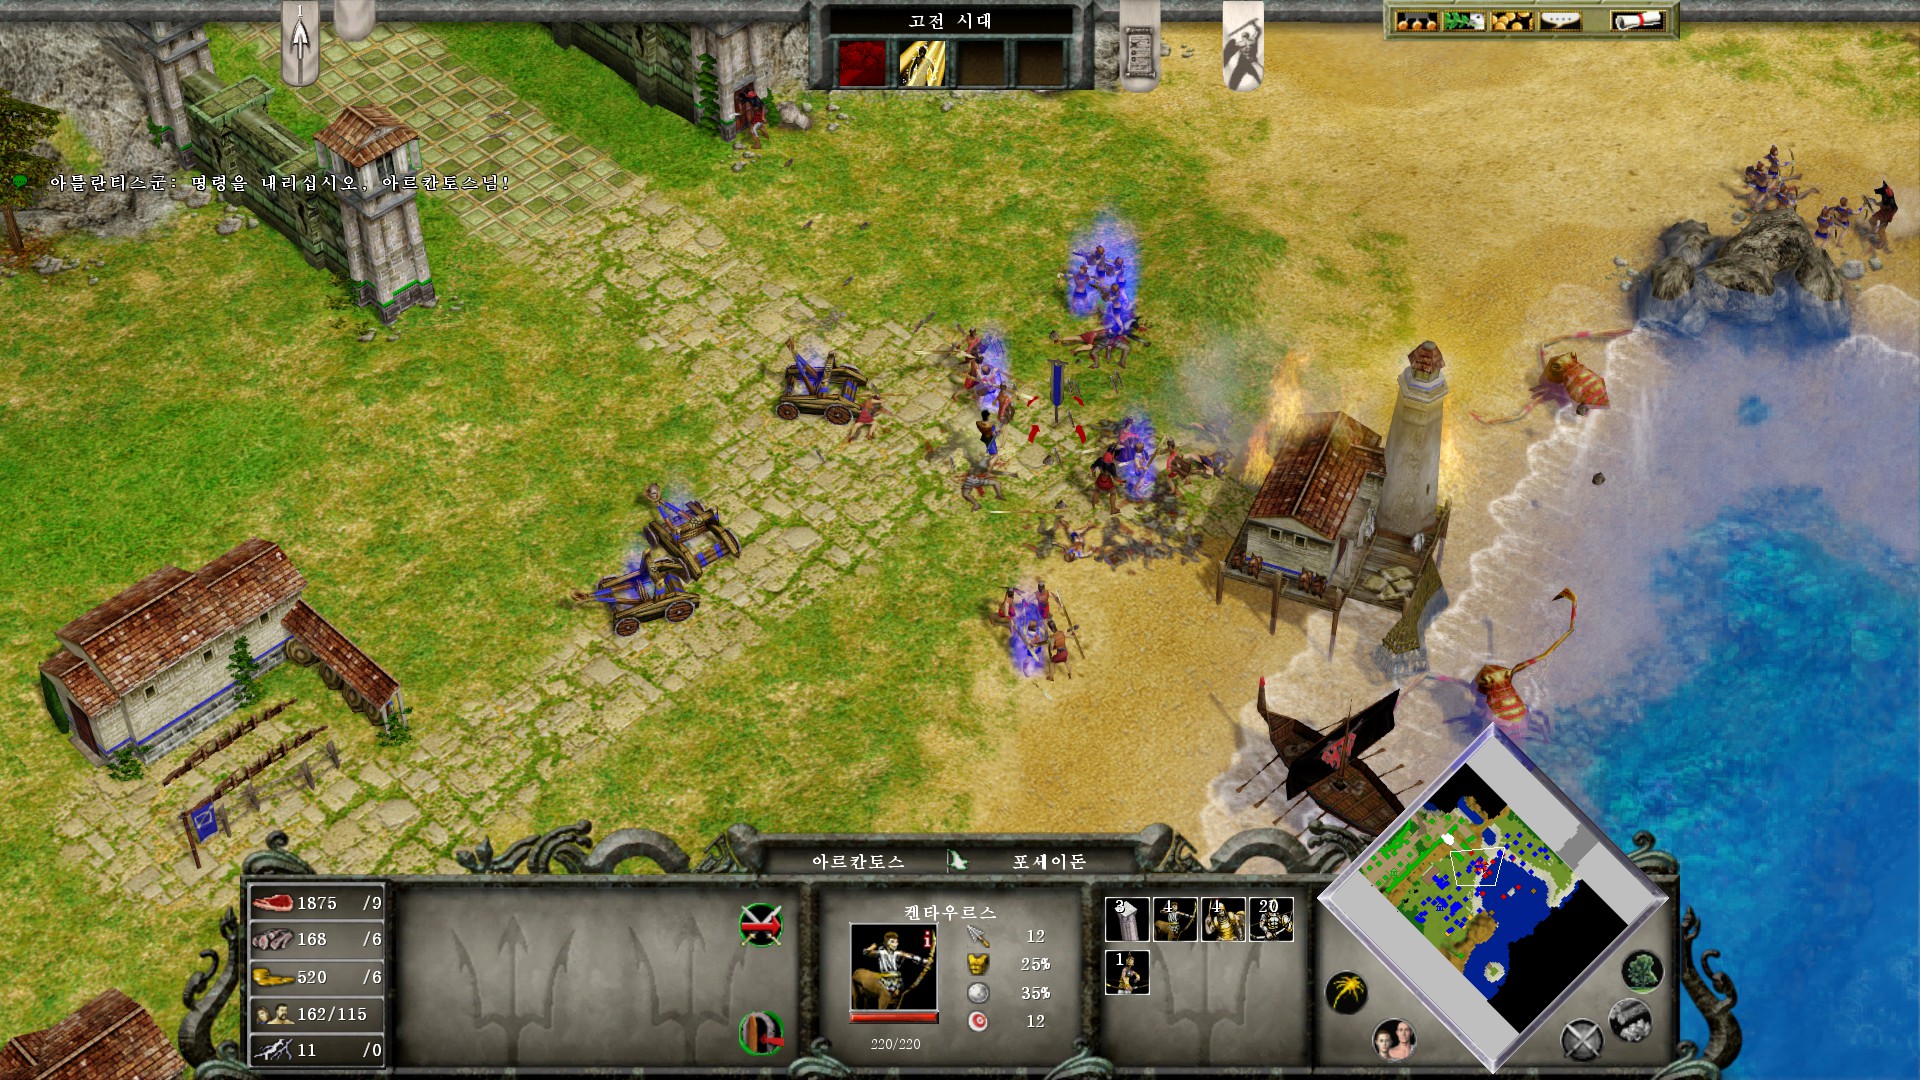 1
고전 시대
아틀란티스군: 명령을 내리십시오, 아르칸토스님!
아르칸토스
포세이돈
1875 /9
168 /6
520 /6
162/115
11 /0
켄타우르스
12
25%
35%
12
220/220
3 4 4 20
1